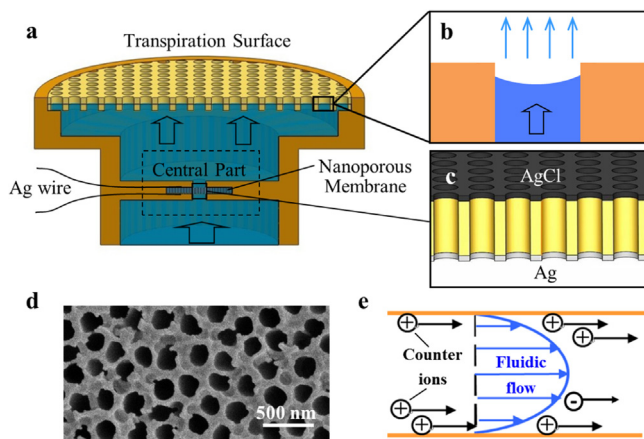 a
Transpiration Surface
Central Part
Ag wire
Nanoporous
Membrane
b
c
AgCl
Ag
d
500 nm
e
+
+
+
Counter
Fluidic
ions
flow
-
+
+
+